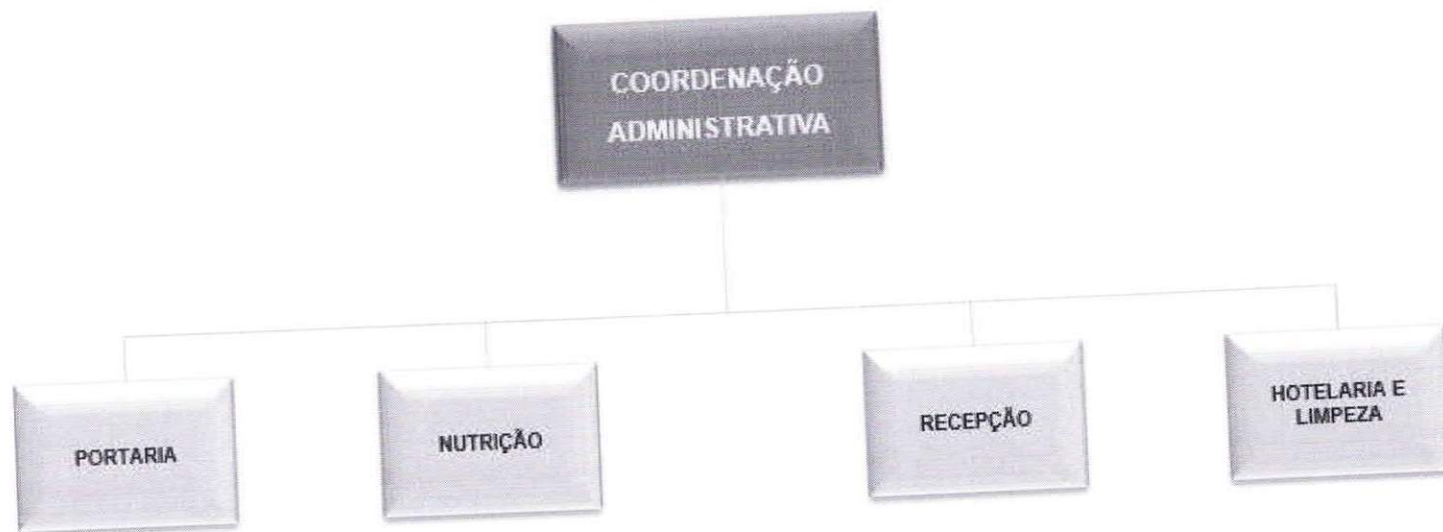 COORDENAÇÃO
ADMINISTRATIVA
PORTARIA
NUTRIÇÃO
RECEPÇÃO
HOTELARIA E
LIMPEZA